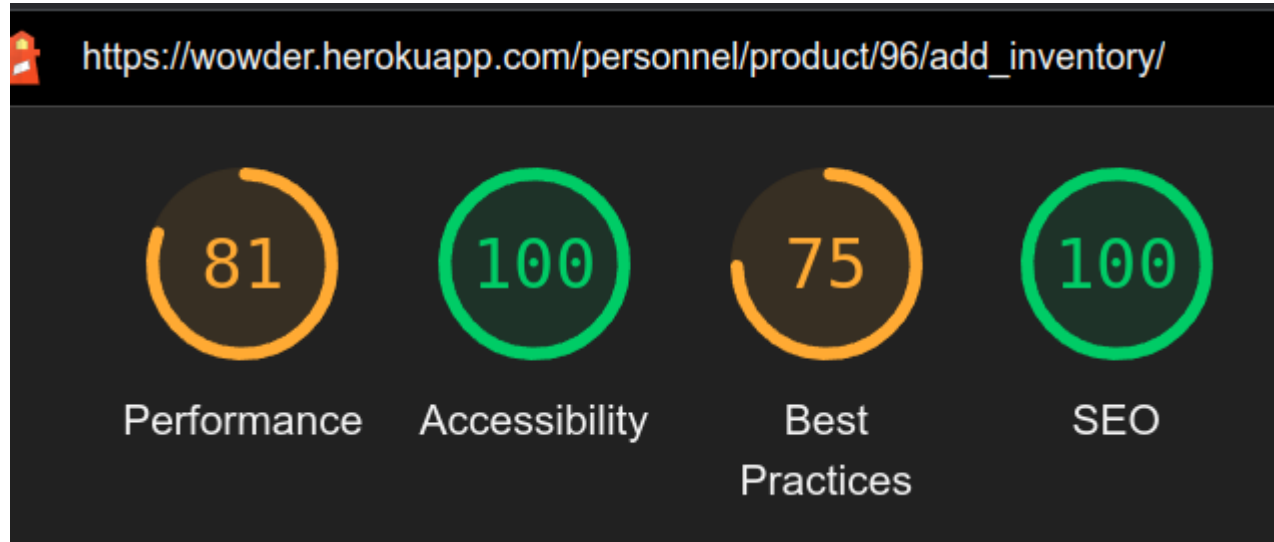 https://wowder.herokuapp.com/personnel/product/96/add_inventory/
81 100 75 100
Performance Accessibility Best Practices SEO